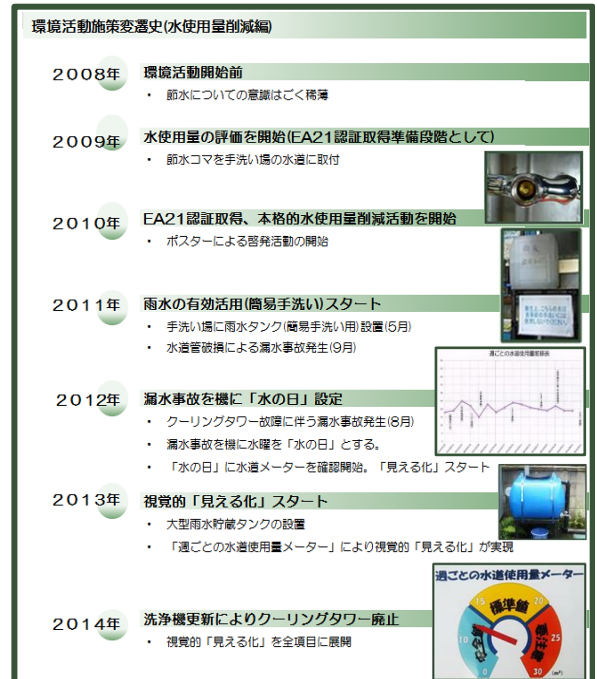 環境活動施策変遷史(水使用量削減編)
2008年
環境活動開始前
・ 節水についての意識はごく稀薄
2009年
水使用量の評価を開始(EA21認証取得準備段階として)
・ 節水コマを手洗い場の水道に取付
2010年
EA21認証取得、本格的水使用量削減活動を開始
・ ポスターによる啓発活動の開始
2011年
雨水の有効活用(簡易手洗い)スタート
・ 手洗い場に雨水タンク(簡易手洗い用)設置(5月)
・ 水道管破損による漏水事故発生(9月)
週ごとの水道使用量推移表
2012年
漏水事故を機に「水の日」設定
・ クーリングタワー故障に伴う漏水事故発生(8月)
・ 漏水事故を機に水曜を「水の日」とする。
・ 「水の日」に水道メーターを確認開始。「見える化」スタート
2013年
視覚的「見える化」スタート
・ 大型雨水貯蔵タンクの設置
・ 「週ごとの水道使用量メーター」により視覚的「見える化」が実現
週ごとの水道使用量メーター
標準値
要注意
0
10
15
20
25
30 (m³)
2014年
洗浄機更新によりクーリングタワー廃止
・ 視覚的「見える化」を全項目に展開